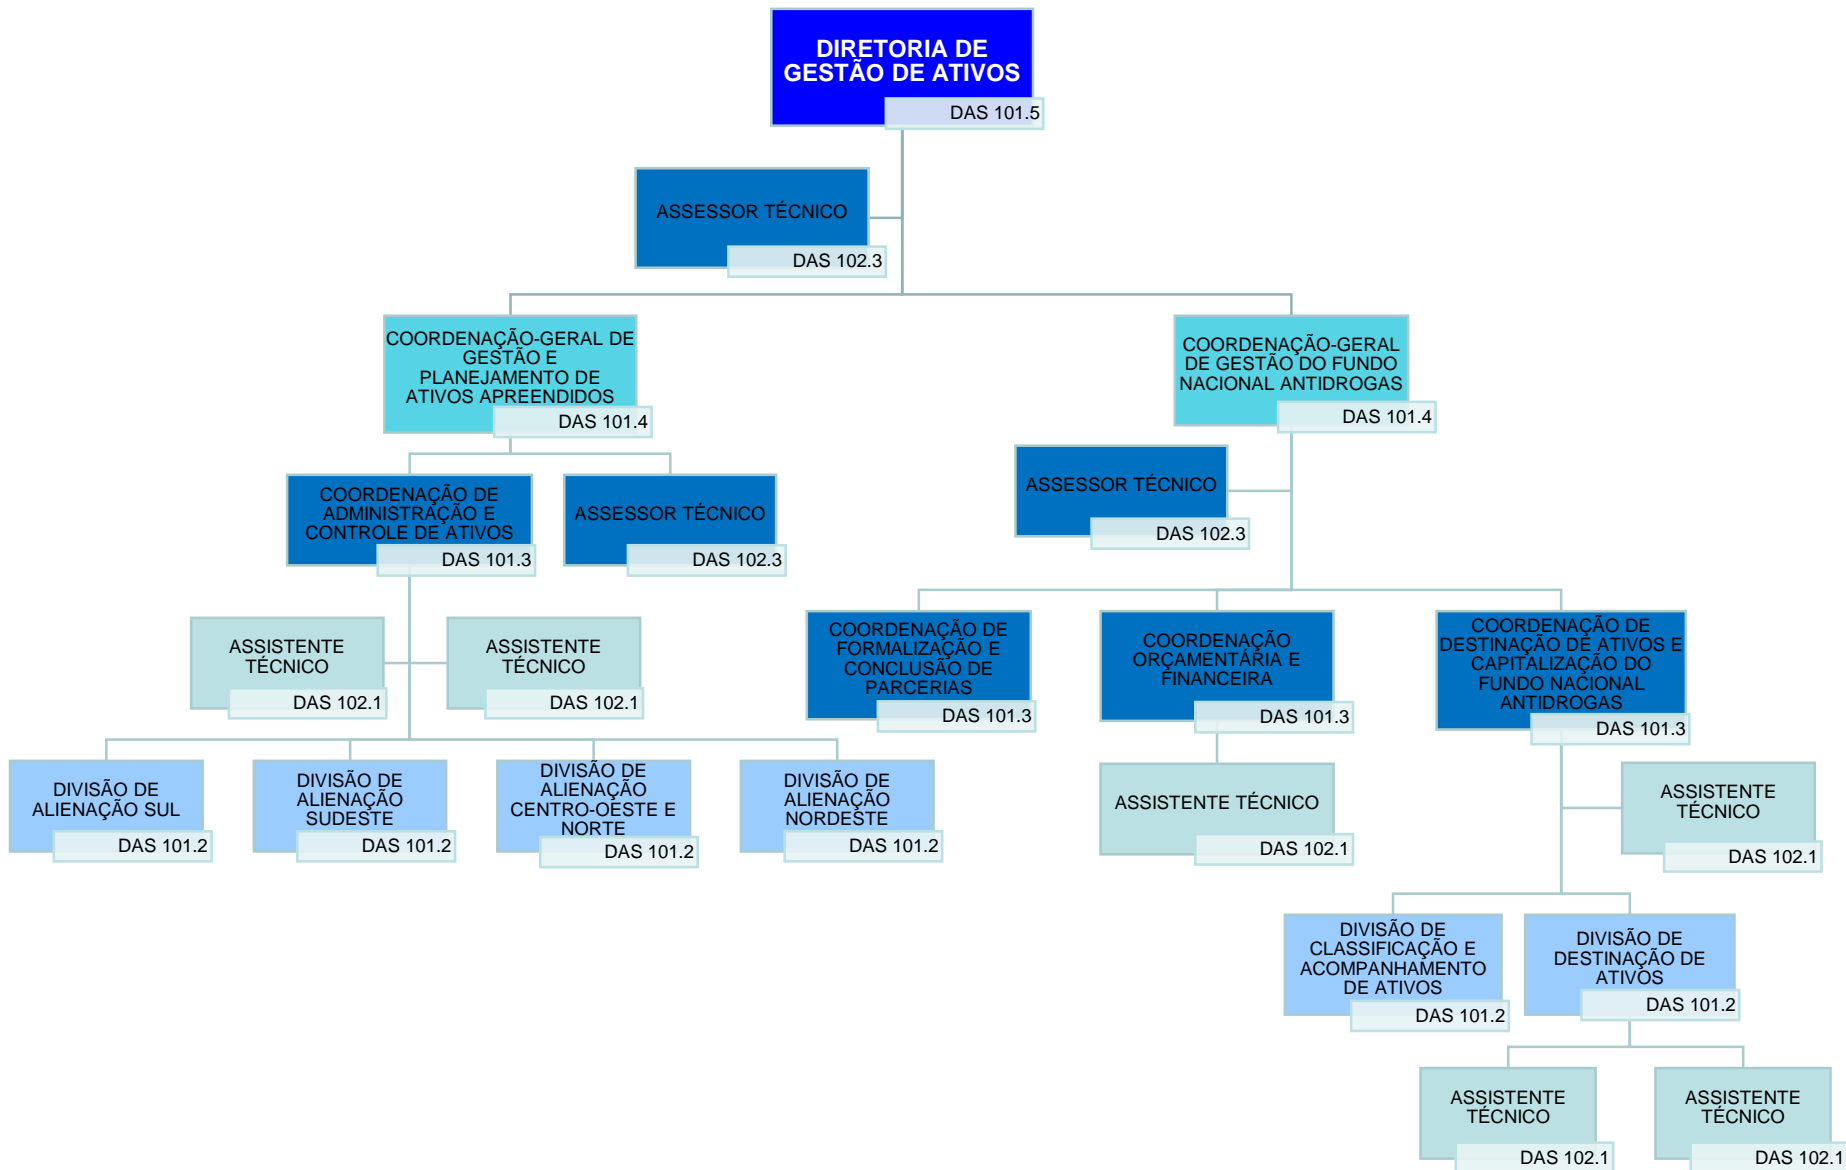 DIRETORIA DE
GESTÃO DE ATIVOS
DAS 101.5
ASSESSOR TÉCNICO
DAS 102.3
COORDENAÇÃO-GERAL DE
GESTÃO E
PLANEJAMENTO DE
ATIVOS APREENDIDOS
DAS 101.4
COORDENAÇÃO-GERAL
DE GESTÃO DO FUNDO
NACIONAL ANTIDROGAS
DAS 101.4
COORDENAÇÃO DE
ADMINISTRAÇÃO E
CONTROLE DE ATIVOS
DAS 101.3
ASSESSOR TÉCNICO
DAS 102.3
ASSESSOR TÉCNICO
DAS 102.3
ASSISTENTE
TÉCNICO
DAS 102.1
ASSISTENTE
TÉCNICO
DAS 102.1
COORDENAÇÃO DE
FORMALIZAÇÃO E
CONCLUSÃO DE
PARCERIAS
DAS 101.3
COORDENAÇÃO
ORÇAMENTÁRIA E
FINANCEIRA
DAS 101.3
COORDENAÇÃO DE
DESTINAÇÃO DE ATIVOS E
CAPITALIZAÇÃO DO
FUNDO NACIONAL
ANTIDROGAS
DAS 101.3
DIVISÃO DE
ALIENAÇÃO SUL
DAS 101.2
DIVISÃO DE
ALIENAÇÃO
SUDESTE
DAS 101.2
DIVISÃO DE
ALIENAÇÃO
CENTRO-OESTE E
NORTE
DAS 101.2
DIVISÃO DE
ALIENAÇÃO
NORDESTE
DAS 101.2
ASSISTENTE TÉCNICO
DAS 102.1
ASSISTENTE
TÉCNICO
DAS 102.1
DIVISÃO DE
CLASSIFICAÇÃO E
ACOMPANHAMENTO
DE ATIVOS
DAS 101.2
DIVISÃO DE
DESTINAÇÃO DE
ATIVOS
DAS 101.2
ASSISTENTE
TÉCNICO
DAS 102.1
ASSISTENTE
TÉCNICO
DAS 102.1